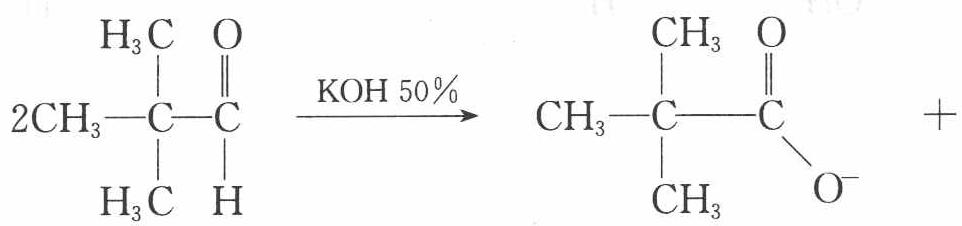 H₃C O CH₃ O
KOH 50%
2CH₃—C—C CH₃—C—C +
O⁻
H₃C H CH₃